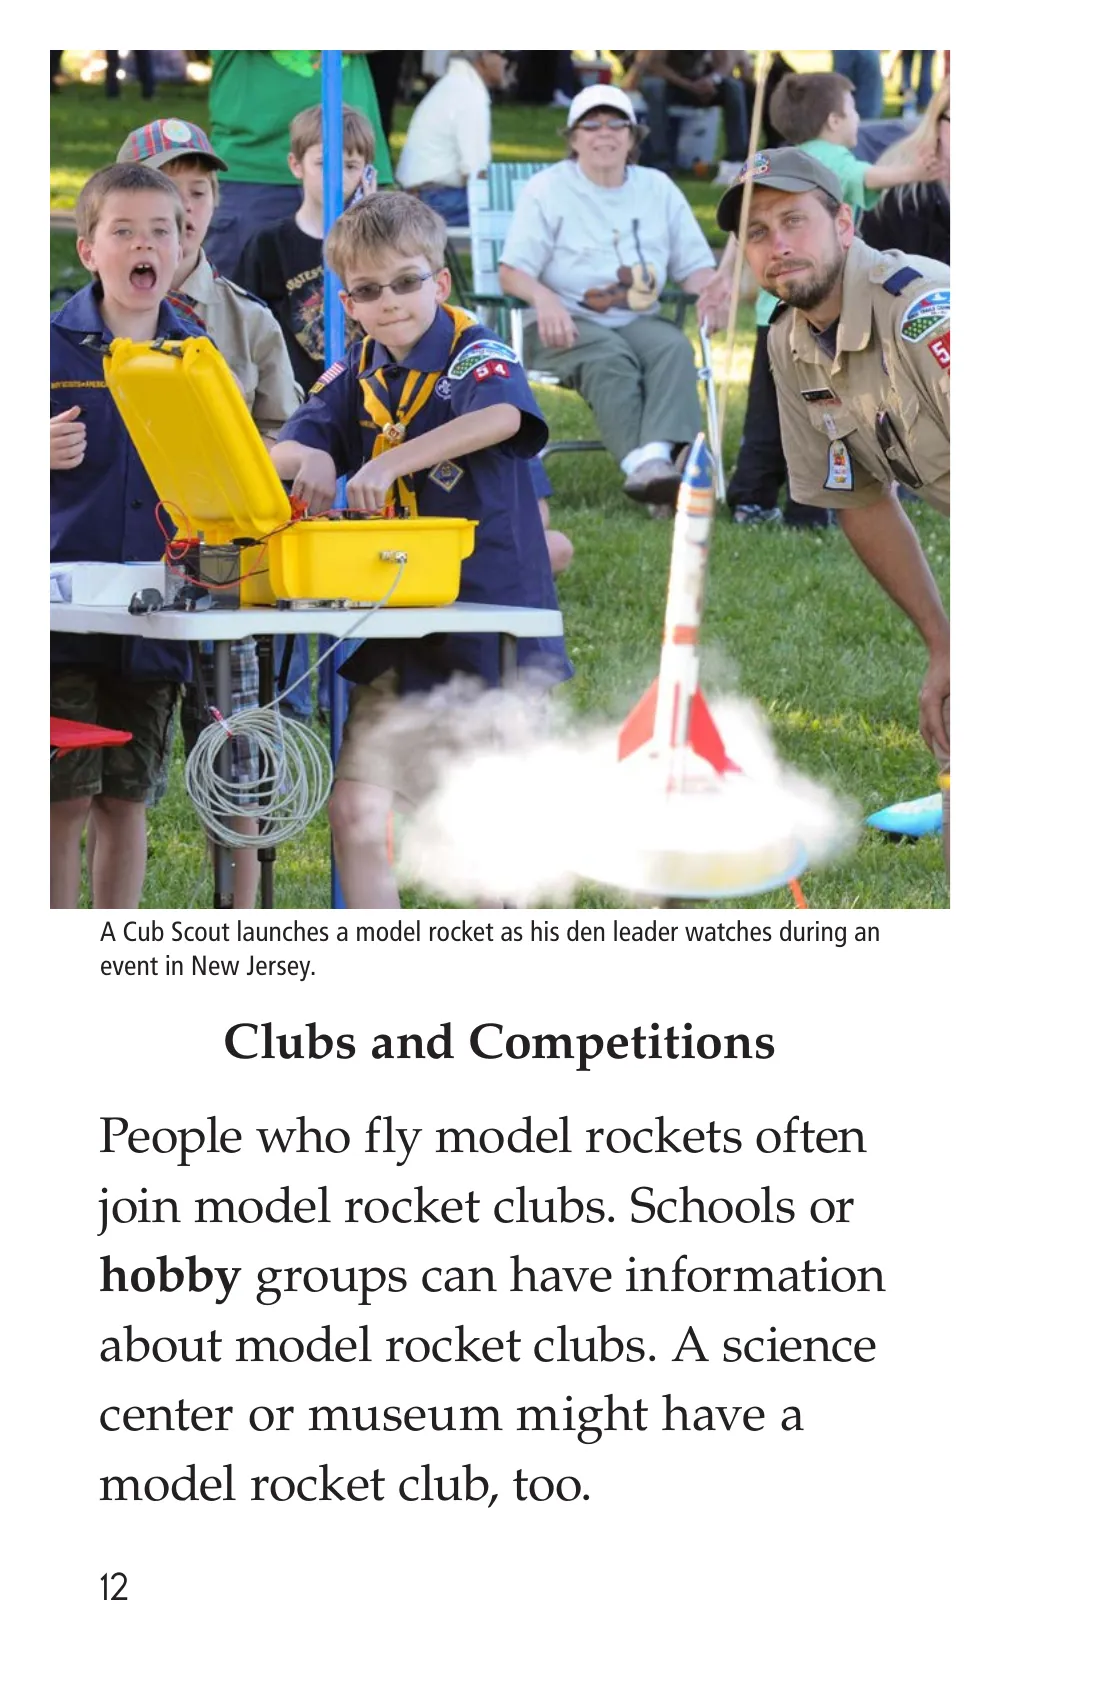 54
5
A Cub Scout launches a model rocket as his den leader watches during an
event in New Jersey.
Clubs and Competitions
People who fly model rockets often
join model rocket clubs. Schools or
hobby groups can have information
about model rocket clubs. A science
center or museum might have a
model rocket club, too.
12